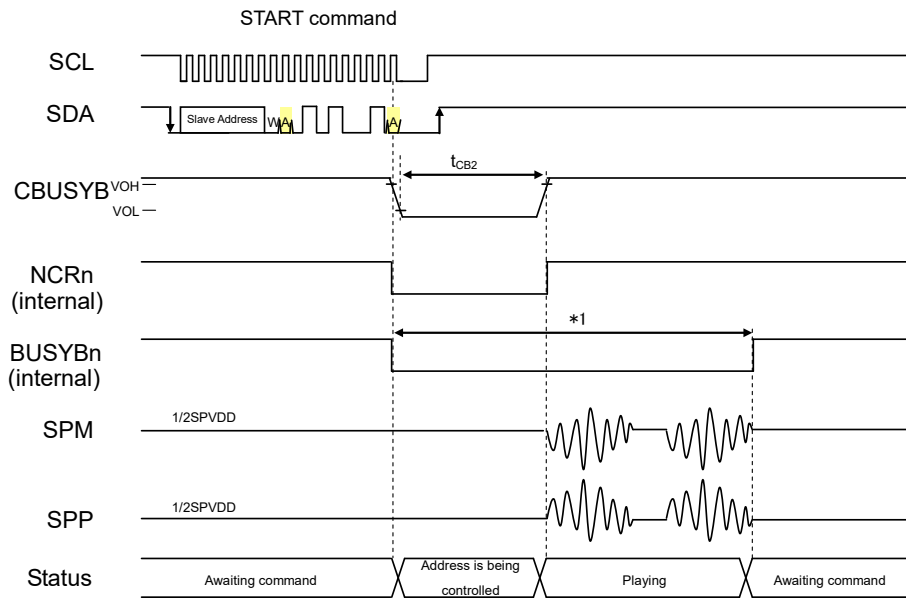 START command
SCL
SDA
Slave Address
W
A
A
tCB2
CBUSYB
VOH
VOL
NCRn
(internal)
*1
BUSYBn
(internal)
SPM
1/2SPVDD
SPP
1/2SPVDD
Status
Awaiting command
Address is being
controlled
Playing
Awaiting command